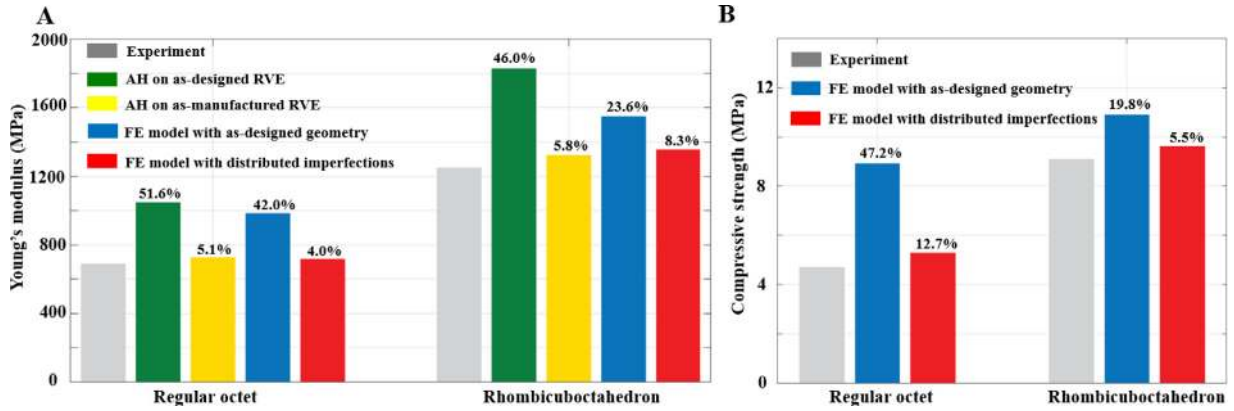 A
Young's modulus (MPa)
2000
1600
1200
800
400
0
Experiment
AH on as-designed RVE
AH on as-manufactured RVE
FE model with as-designed geometry
FE model with distributed imperfections
51.6%
5.1%
42.0%
4.0%
46.0%
5.8%
23.6%
8.3%
Regular octet
Rhombicuboctahedron
B
Compressive strength (MPa)
12
8
4
0
Experiment
FE model with as-designed geometry
FE model with distributed imperfections
47.2%
12.7%
19.8%
5.5%
Regular octet
Rhombicuboctahedron